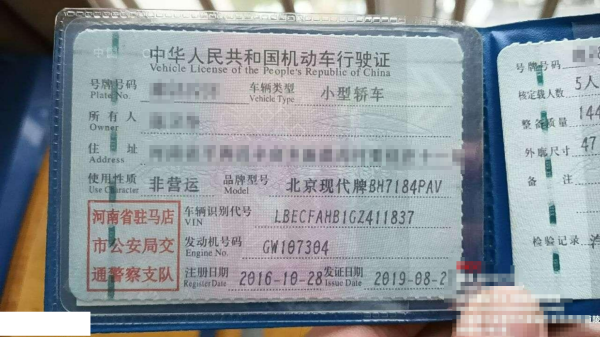 中华人民共和国机动车行驶证
Vehicle License of the People's Republic of China
号牌号码
Plate No.
车辆类型 小型轿车
Vehicle Type
所有人
Owner
住址
Address
使用性质 非营运
Use Character
品牌型号 北京现代牌BH7184PAV
Model
河南省驻马店
市公安局交
通警察支队
车辆识别代号 LBECFAHB1GZ411837
VIN
发动机号码 GW107304
Engine No.
注册日期 2016-10-28
Register Date
发证日期 2019-08-2
Issue Date
号牌号码
核定载人数 5人
整备质量 144
外廓尺寸 47
备注
检验记录